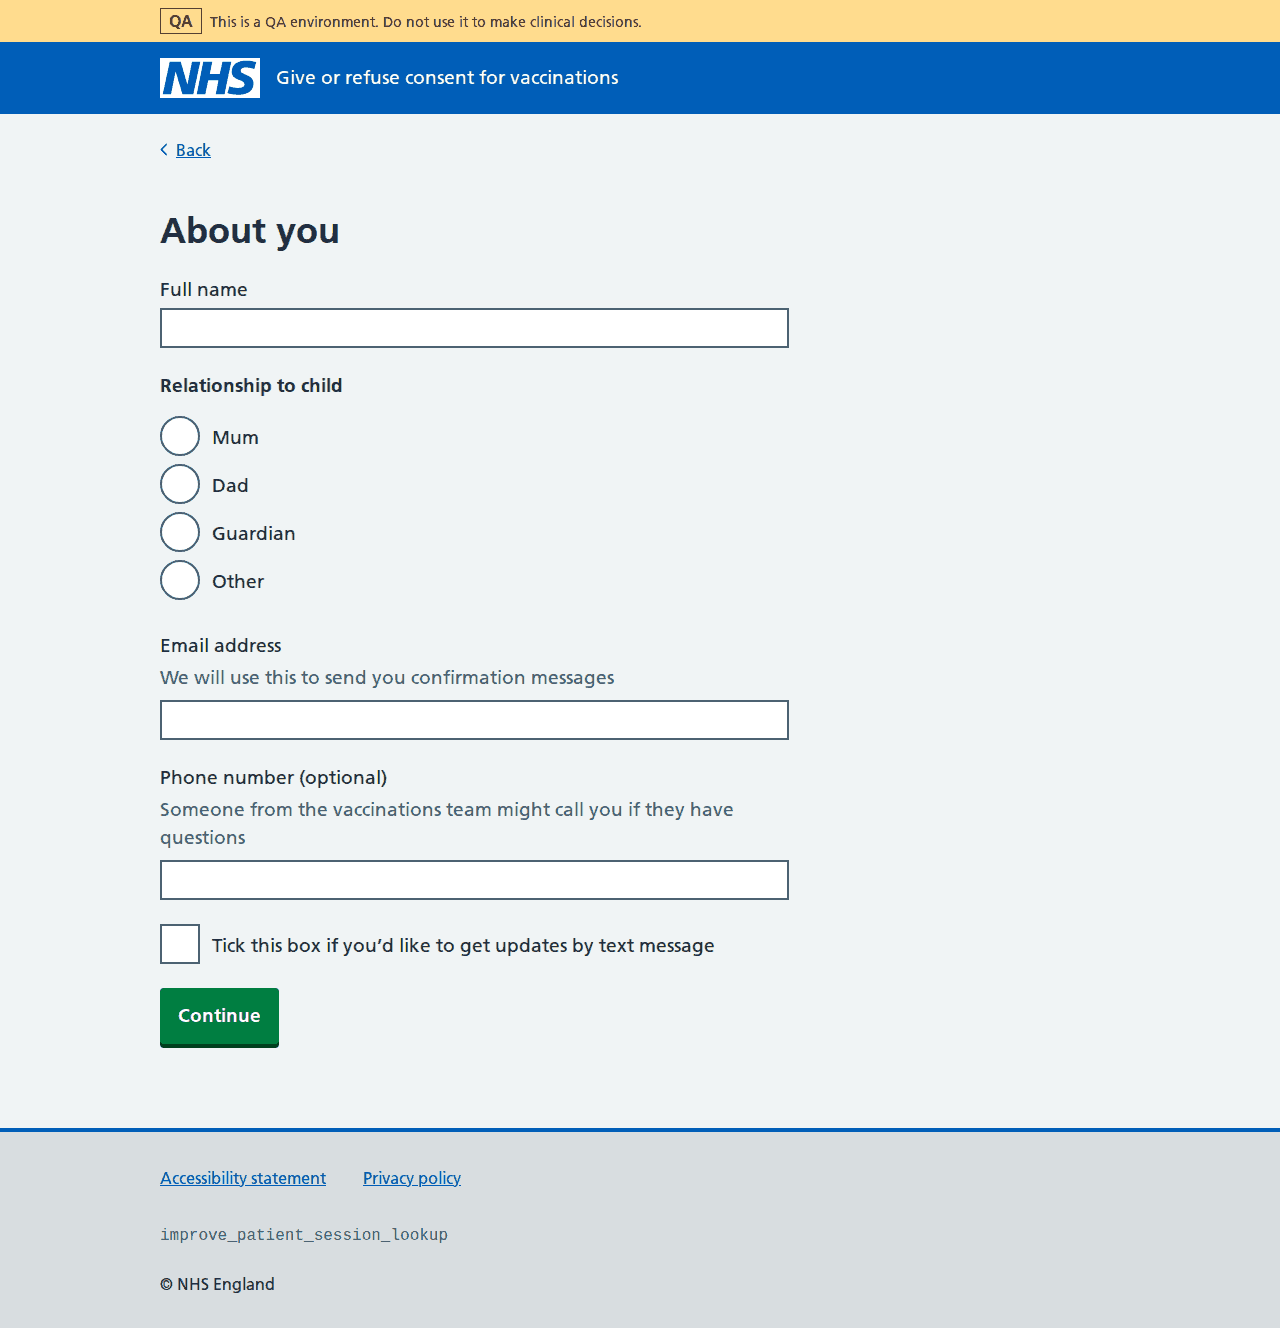 QA This is a QA environment. Do not use it to make clinical decisions.
NHS Give or refuse consent for vaccinations
Back
About you
Full name
Relationship to child
Mum
Dad
Guardian
Other
Email address
We will use this to send you confirmation messages
Phone number (optional)
Someone from the vaccinations team might call you if they have
questions
Tick this box if you’d like to get updates by text message
Continue
Accessibility statement Privacy policy
improve_patient_session_lookup
© NHS England